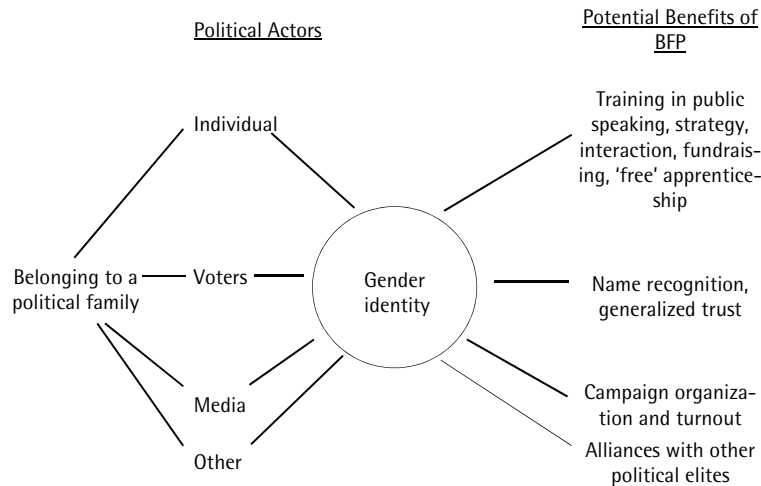 Political Actors
Potential Benefits of
BFP
Individual
Training in public
speaking, strategy,
interaction, fundrais-
ing, ‘free’ apprentice-
ship
Belonging to a
political family
Voters
Gender
identity
Name recognition,
generalized trust
Media
Campaign organiza-
tion and turnout
Other
Alliances with other
political elites